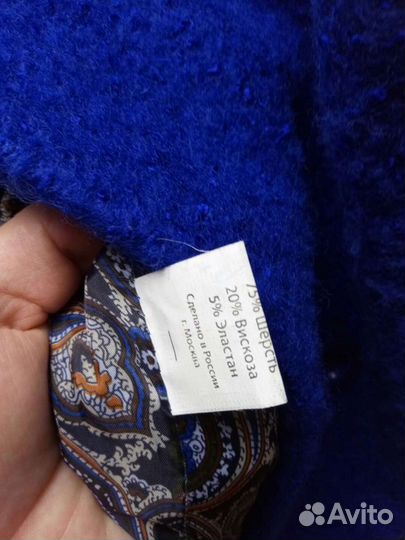 75% Шерсть
20% Вискоза
5% Эластан
Сделано в России
г. Москва
Avito